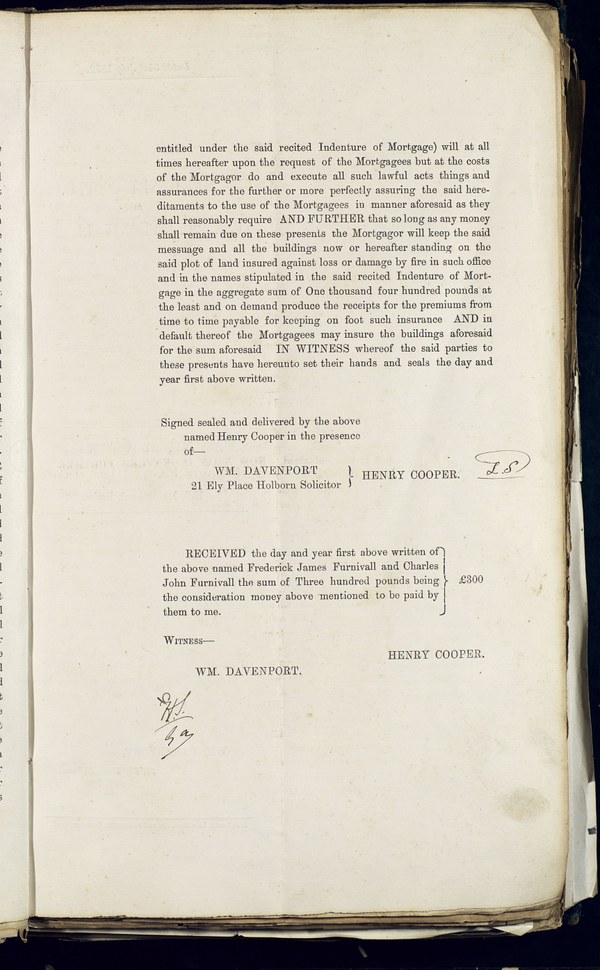 entitled under the said recited Indenture of Mortgage) will at all
times hereafter upon the request of the Mortgagees but at the costs
of the Mortgagor do and execute all such lawful acts things and
assurances for the further or more perfectly assuring the said here-
ditaments to the use of the Mortgagees in manner aforesaid as they
shall reasonably require AND FURTHER that so long as any money
shall remain due on these presents the Mortgagor will keep the said
messuage and all the buildings now or hereafter standing on the
said plot of land insured against loss or damage by fire in such office
and in the names stipulated in the said recited Indenture of Mort-
gage in the aggregate sum of One thousand four hundred pounds at
the least and on demand produce the receipts for the premiums from
time to time payable for keeping on foot such insurance AND in
default thereof the Mortgagees may insure the buildings aforesaid
for the sum aforesaid IN WITNESS whereof the said parties to
these presents have hereunto set their hands and seals the day and
year first above written.
Signed sealed and delivered by the above
named Henry Cooper in the presence
of—
WM. DAVENPORT
21 Ely Place Holborn Solicitor
HENRY COOPER.
L.S
RECEIVED the day and year first above written of
the above named Frederick James Furnivall and Charles
John Furnivall the sum of Three hundred pounds being
the consideration money above mentioned to be paid by
them to me.
£300
WITNESS—
HENRY COOPER.
WM. DAVENPORT.